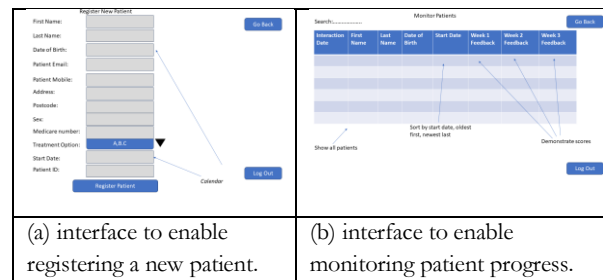 Register New Patient
Go Back
First Name:
Last Name:
Date of Birth:
Patient Email:
Patient Mobile:
Address:
Postcode:
Sex:
Medicare number:
Treatment Option:
A,B.C
Start Date:
Patient ID:
Calendar
Log Out
Register Patient
(a) interface to enable
registering a new patient.
Monitor Patients
Search:..................
Go Back
Interaction Date
First Name
Last Name
Date of Birth
Start Date
Week 1 Feedback
Week 2 Feedback
Week 3 Feedback
Sort by start date, oldest
first, newest last
Show all patients
Demonstrate scores
Log Out
(b) interface to enable
monitoring patient progress.